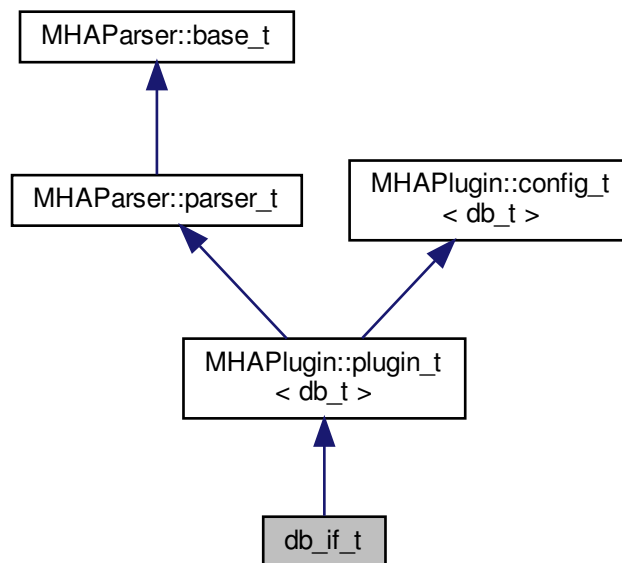 MHAParser::base_t
MHAParser::parser_t
MHAPlugin::config_t
< db_t >
MHAPlugin::plugin_t
< db_t >
db_if_t